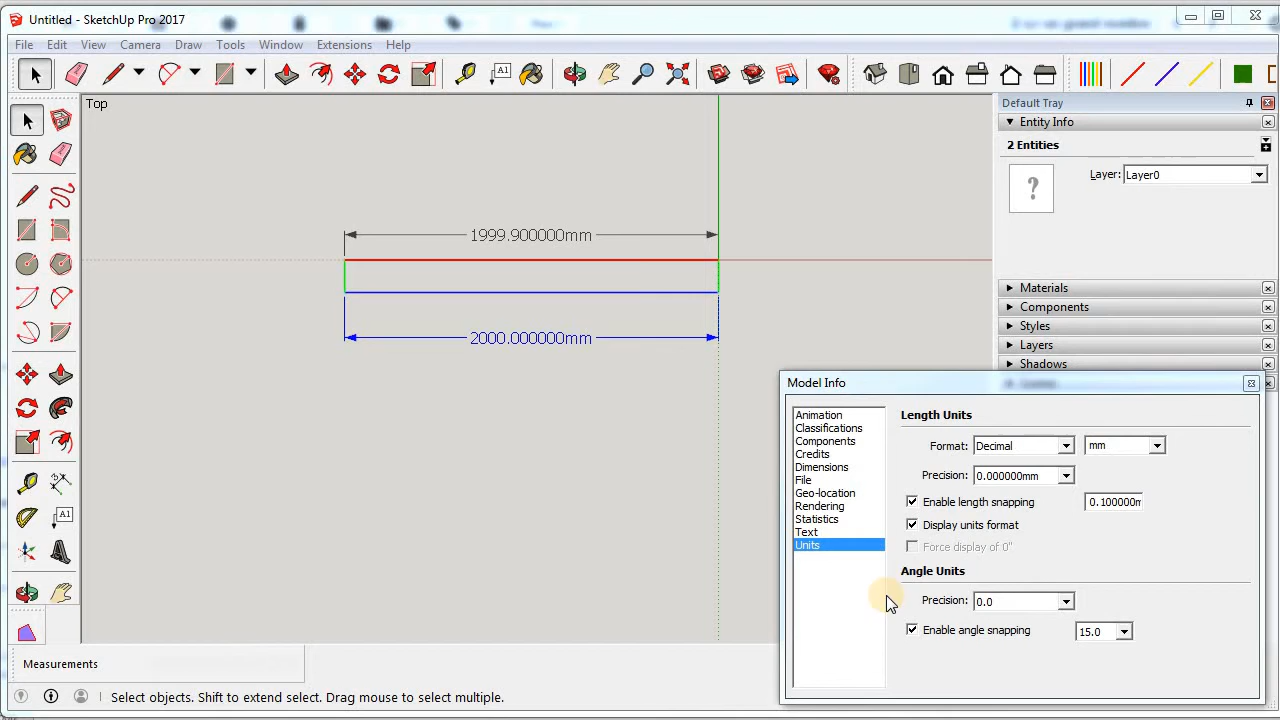 Untitled - SketchUp Pro 2017
File Edit View Camera Draw Tools Window Extensions Help
A1
Top
Default Tray
Entity Info
2 Entities
?
Layer: Layer0
1999.900000mm
2000.000000mm
Materials
Components
Styles
Layers
Shadows
A1
Model Info
Animation
Classifications
Components
Credits
Dimensions
File
Geo-location
Rendering
Statistics
Text
Units
Length Units
Format: Decimal mm
Precision: 0.000000mm
Enable length snapping 0.100000m
Display units format
Force display of 0"
Angle Units
Precision: 0.0
Enable angle snapping 15.0
Measurements
Select objects. Shift to extend select. Drag mouse to select multiple.